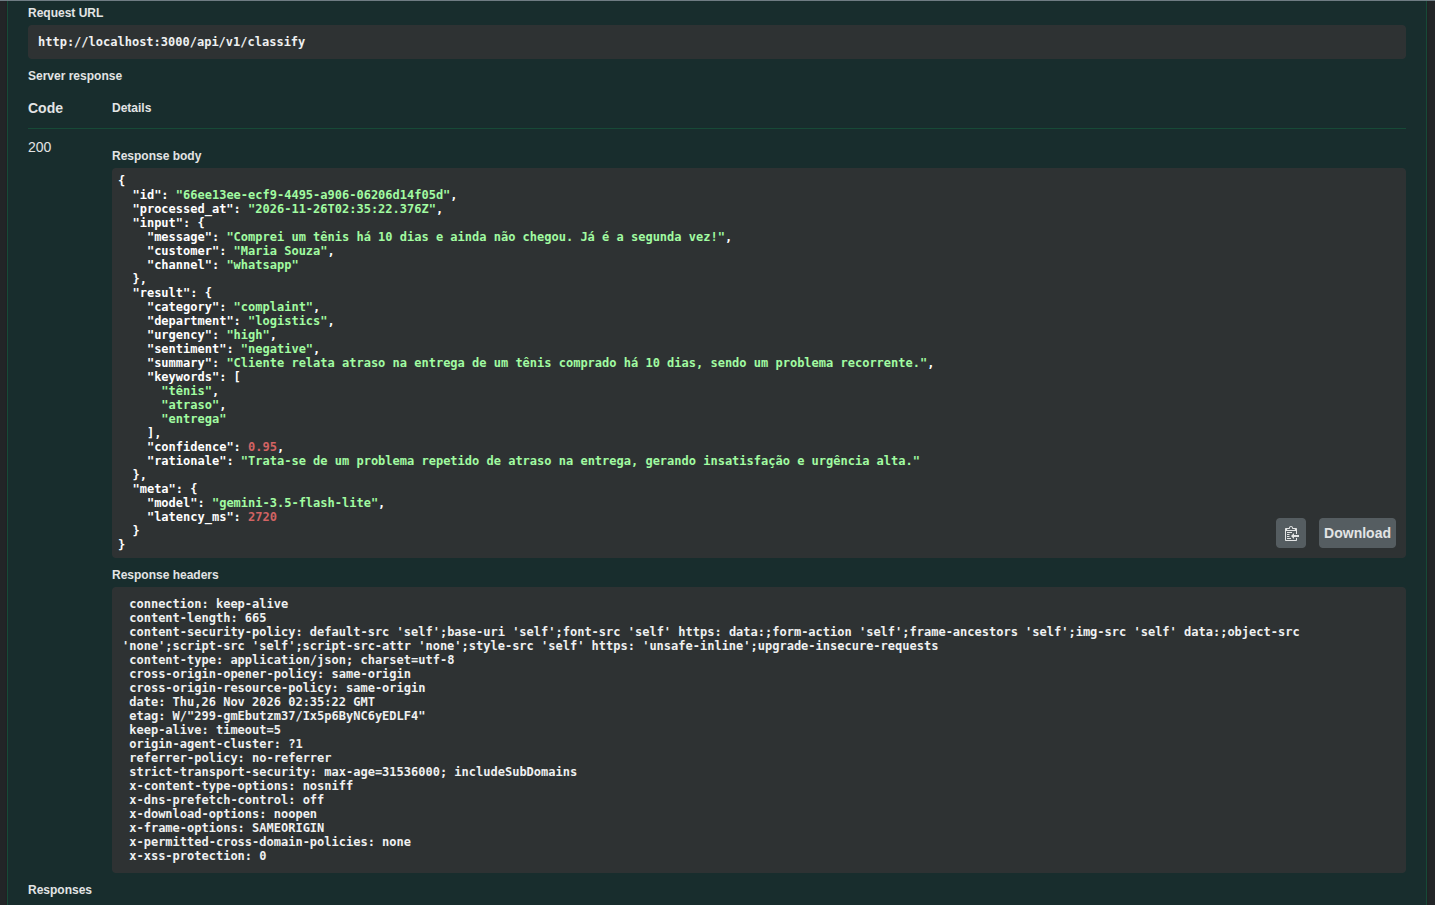 Request URL
http://localhost:3000/api/v1/classify
Server response
Code Details
200
Response body
{
  "id": "66ee13ee-ecf9-4495-a906-06206d14f05d",
  "processed_at": "2026-11-26T02:35:22.376Z",
  "input": {
    "message": "Comprei um tênis há 10 dias e ainda não chegou. Já é a segunda vez!",
    "customer": "Maria Souza",
    "channel": "whatsapp"
  },
  "result": {
    "category": "complaint",
    "department": "logistics",
    "urgency": "high",
    "sentiment": "negative",
    "summary": "Cliente relata atraso na entrega de um tênis comprado há 10 dias, sendo um problema recorrente.",
    "keywords": [
      "tênis",
      "atraso",
      "entrega"
    ],
    "confidence": 0.95,
    "rationale": "Trata-se de um problema repetido de atraso na entrega, gerando insatisfação e urgência alta."
  },
  "meta": {
    "model": "gemini-3.5-flash-lite",
    "latency_ms": 2720
  }
}
Download
Response headers
connection: keep-alive
content-length: 665
content-security-policy: default-src 'self';base-uri 'self';font-src 'self' https: data:;form-action 'self';frame-ancestors 'self';img-src 'self' data:;object-src
'none';script-src 'self';script-src-attr 'none';style-src 'self' https: 'unsafe-inline';upgrade-insecure-requests
content-type: application/json; charset=utf-8
cross-origin-opener-policy: same-origin
cross-origin-resource-policy: same-origin
date: Thu,26 Nov 2026 02:35:22 GMT
etag: W/"299-gmEbutzm37/Ix5p6ByNC6yEDLF4"
keep-alive: timeout=5
origin-agent-cluster: ?1
referrer-policy: no-referrer
strict-transport-security: max-age=31536000; includeSubDomains
x-content-type-options: nosniff
x-dns-prefetch-control: off
x-download-options: noopen
x-frame-options: SAMEORIGIN
x-permitted-cross-domain-policies: none
x-xss-protection: 0
Responses